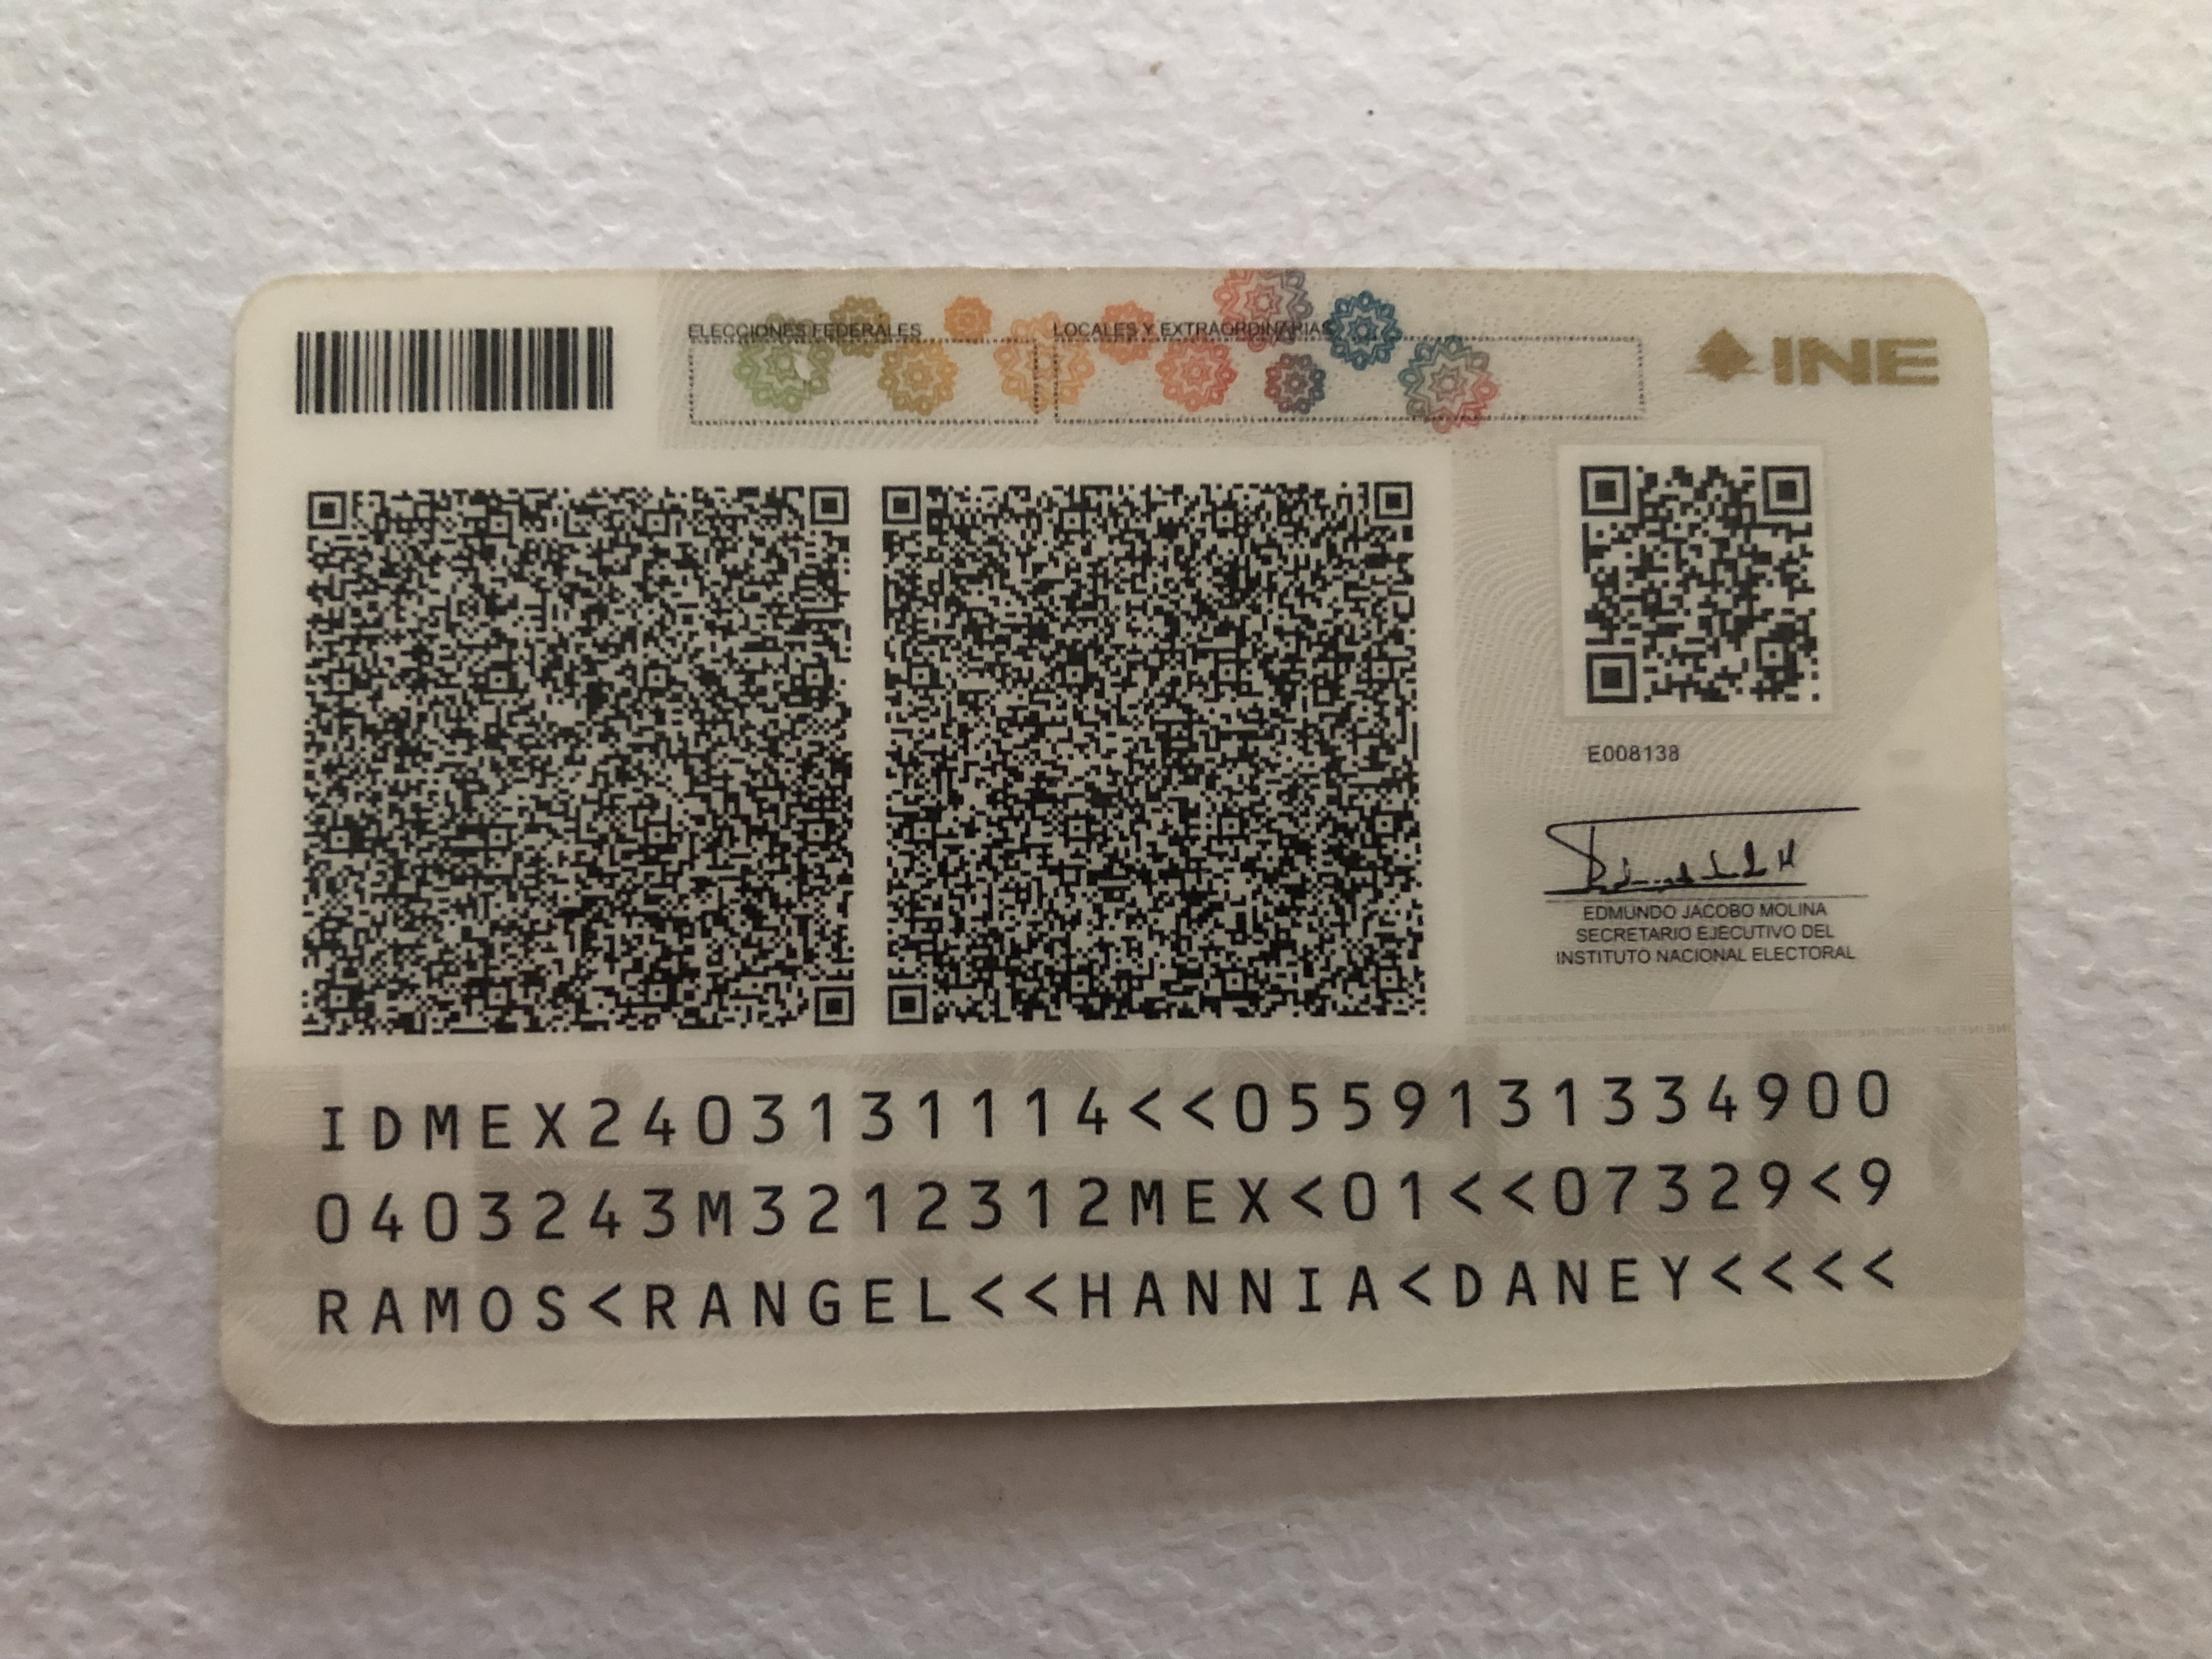 ELECCIONES FEDERALES LOCALES Y EXTRAORDINARIAS
INE
E008138
EDMUNDO JACOBO MOLINA
SECRETARIO EJECUTIVO DEL
INSTITUTO NACIONAL ELECTORAL
IDMEX2403131114<<0559131334900
0403243M3212312MEX<01<<07329<9
RAMOS<RANGEL<<HANNIA<DANEY<<<<